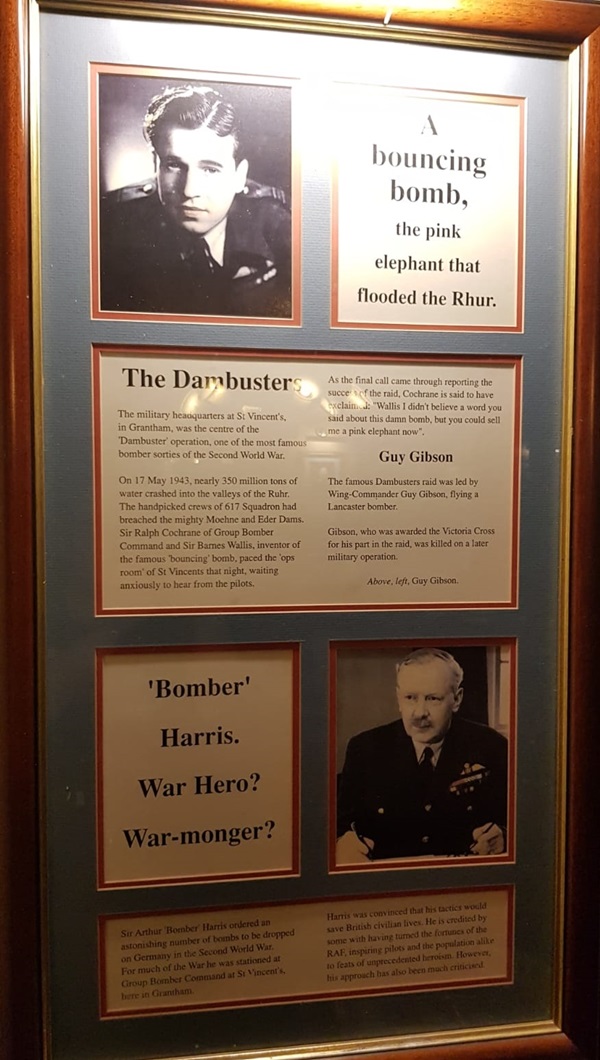 A
bouncing
bomb,
the pink
elephant that
flooded the Rhur.
The Dambusters
The military headquarters at St Vincent's,
in Grantham, was the centre of the
'Dambuster' operation, one of the most famous
bomber sorties of the Second World War.
On 17 May 1943, nearly 350 million tons of
water crashed into the valleys of the Ruhr.
The handpicked crews of 617 Squadron had
breached the mighty Moehne and Eder Dams.
Sir Ralph Cochrane of Group Bomber
Command and Sir Barnes Wallis, inventor of
the famous 'bouncing' bomb, paced the 'ops
room' of St Vincents that night, waiting
anxiously to hear from the pilots.
As the final call came through reporting the
success of the raid, Cochrane is said to have
exclaimed: "Wallis I didn't believe a word you
said about this damn bomb, but you could sell
me a pink elephant now".
Guy Gibson
The famous Dambusters raid was led by
Wing-Commander Guy Gibson, flying a
Lancaster bomber.
Gibson, who was awarded the Victoria Cross
for his part in the raid, was killed on a later
military operation.
Above, left, Guy Gibson.
'Bomber'
Harris.
War Hero?
War-monger?
Sir Arthur 'Bomber' Harris ordered an
astonishing number of bombs to be dropped
on Germany in the Second World War.
For much of the War he was stationed at
Group Bomber Command at St Vincent's,
here in Grantham.
Harris was convinced that his tactics would
save British civilian lives. He is credited by
some with having turned the fortunes of the
RAF, inspiring pilots and the population alike
to feats of unprecedented heroism. However,
his approach has also been much criticised.